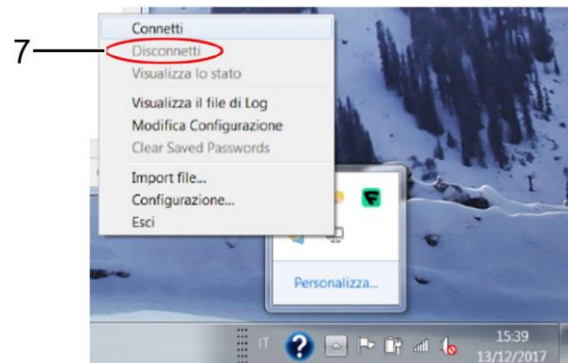 Connetti
7
Disconnetti
Visualizza lo stato
Visualizza il file di Log
Modifica Configurazione
Clear Saved Passwords
Import file...
Configurazione...
Esci
Personalizza...
IT
15:39
13/12/2017